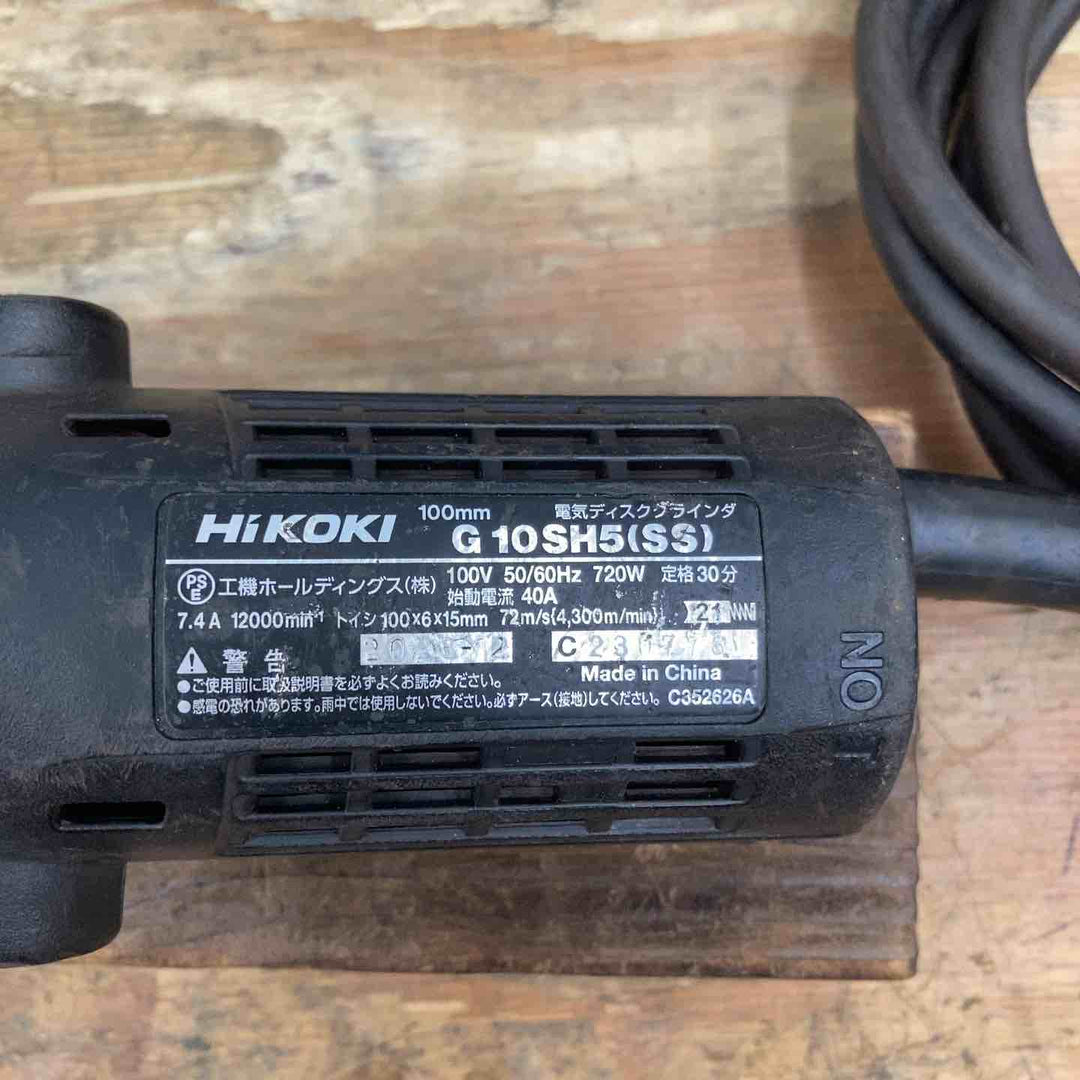 HiKOKI 100mm 電気ディスクグラインダ
G 10SH5(SS)
PSE 工機ホールディングス(株) 100V 50/60Hz 720W 定格30分
始動電流 40A
7.4A 12000min⁻¹ トイシ 100×6×15mm 72m/s(4,300m/min) 21
警告
Made in China
●ご使用前に取扱説明書を必ずよくお読みください。
●感電の恐れがあります。雨中では使用しないでください。必ずアース(接地)してください。 C352626A
ON